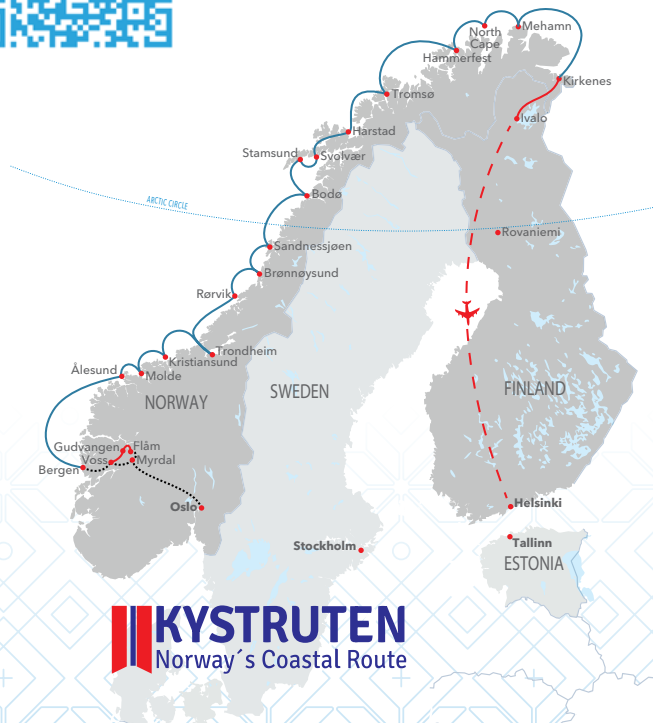 Mehamn
North
Cape
Hammerfest
Kirkenes
Tromsø
Ivalo
Harstad
Stamsund
Svolvær
Bodø
ARCTIC CIRCLE
Rovaniemi
Sandnessjøen
Brønnøysund
Rørvik
Trondheim
Kristiansund
Ålesund
Molde
NORWAY
SWEDEN
FINLAND
Gudvangen
Flåm
Voss
Myrdal
Bergen
Oslo
Helsinki
Stockholm
Tallinn
ESTONIA
KYSTRUTEN
Norway´s Coastal Route